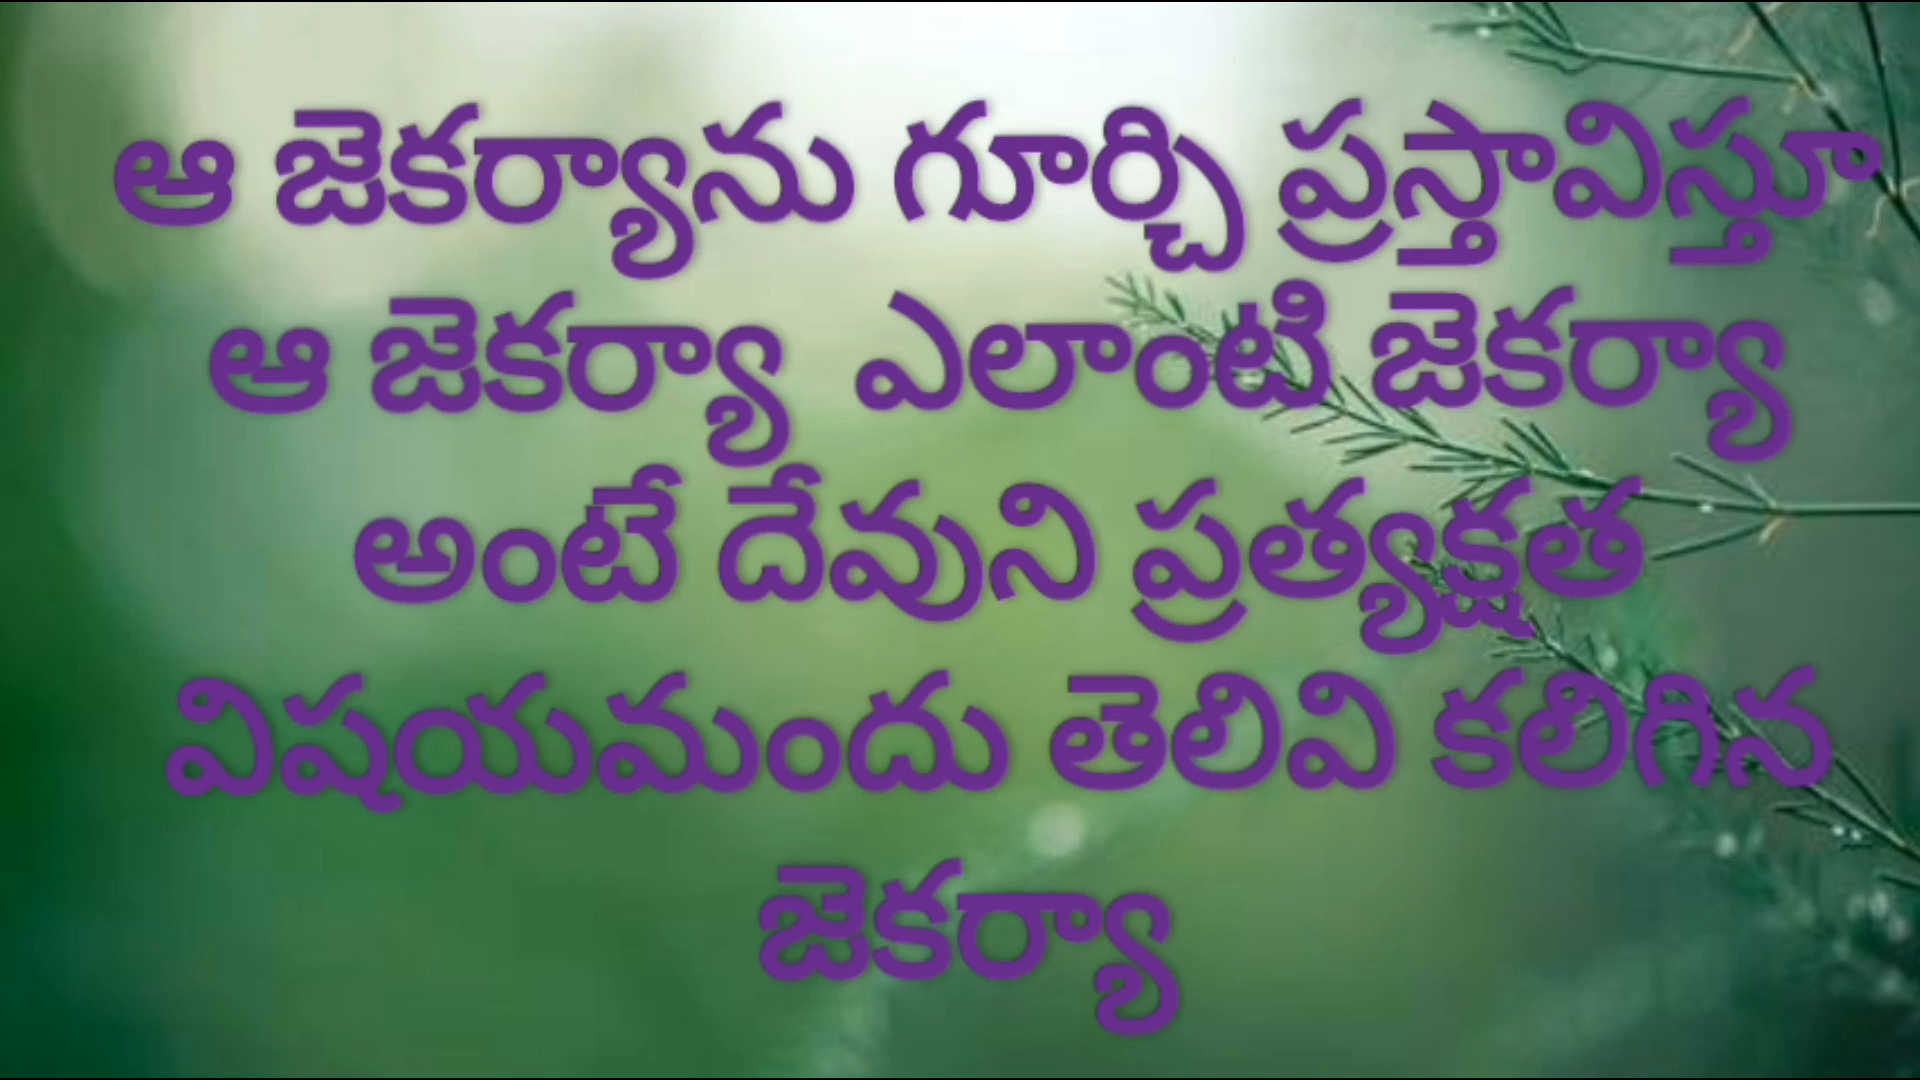 ఆ జెకర్యాను గూర్చి ప్రస్తావిస్తూ
ఆ జెకర్యా ఎలాంటి జెకర్యా
అంటే దేవుని ప్రత్యక్షత
విషయమందు తెలివి కలిగిన
జెకర్యా